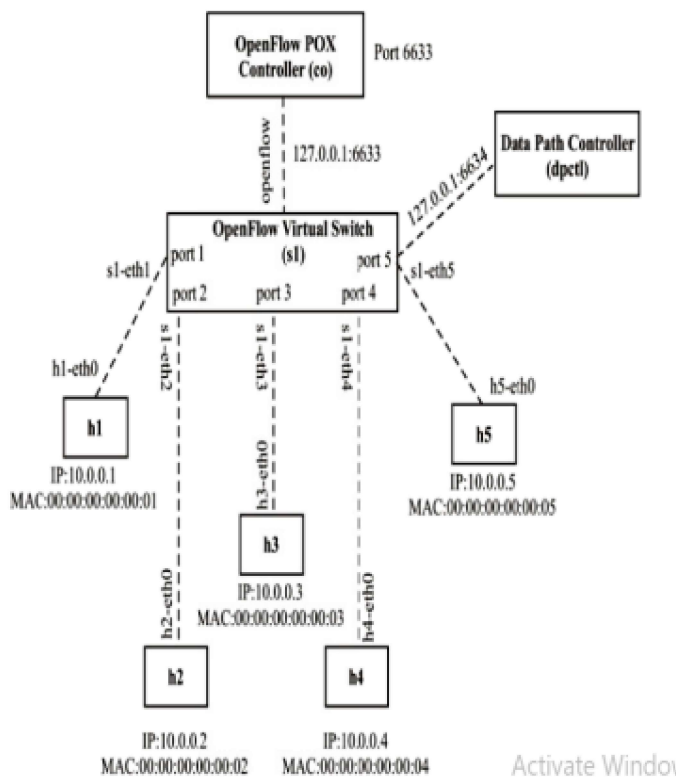 OpenFlow POX
Controller (co)
Port 6633
openflow
127.0.0.1:6633
Data Path Controller
(dpctl)
127.0.0.1:6634
OpenFlow Virtual Switch
(s1)
port 1
port 5
port 2
port 3
port 4
s1-eth1
s1-eth2
s1-eth3
s1-eth4
s1-eth5
h1-eth0
h5-eth0
h1
IP:10.0.0.1
MAC:00:00:00:00:00:01
h5
IP:10.0.0.5
MAC:00:00:00:00:00:05
h3-eth0
h3
IP:10.0.0.3
MAC:00:00:00:00:00:03
h2-eth0
h4-eth0
h2
h4
IP:10.0.0.2
MAC:00:00:00:00:00:02
IP:10.0.0.4
MAC:00:00:00:00:00:04
Activate Window